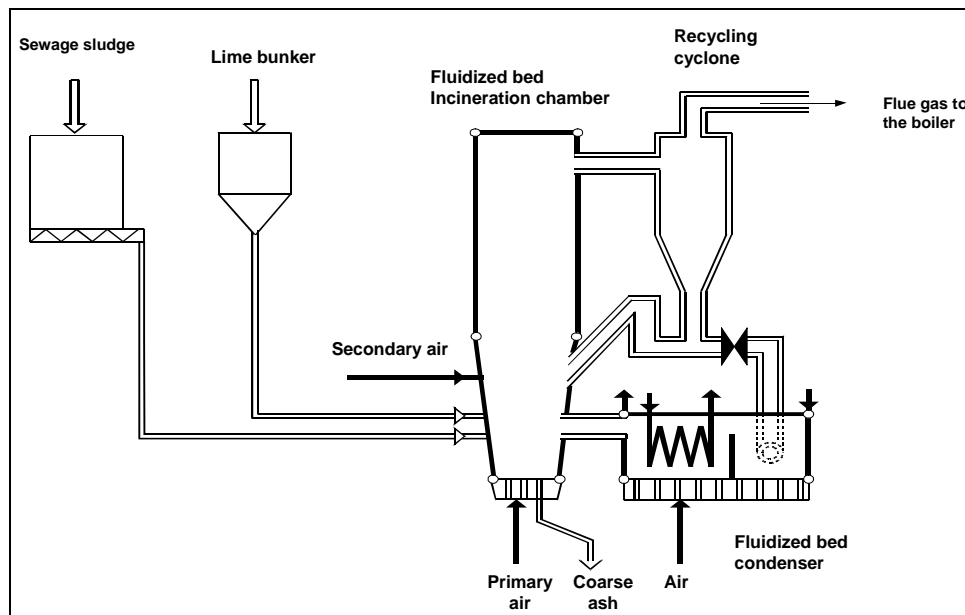 Sewage sludge
Lime bunker
Fluidized bed
Incineration chamber
Recycling
cyclone
Flue gas to
the boiler
Secondary air
Primary
air
Coarse
ash
Air
Fluidized bed
condenser